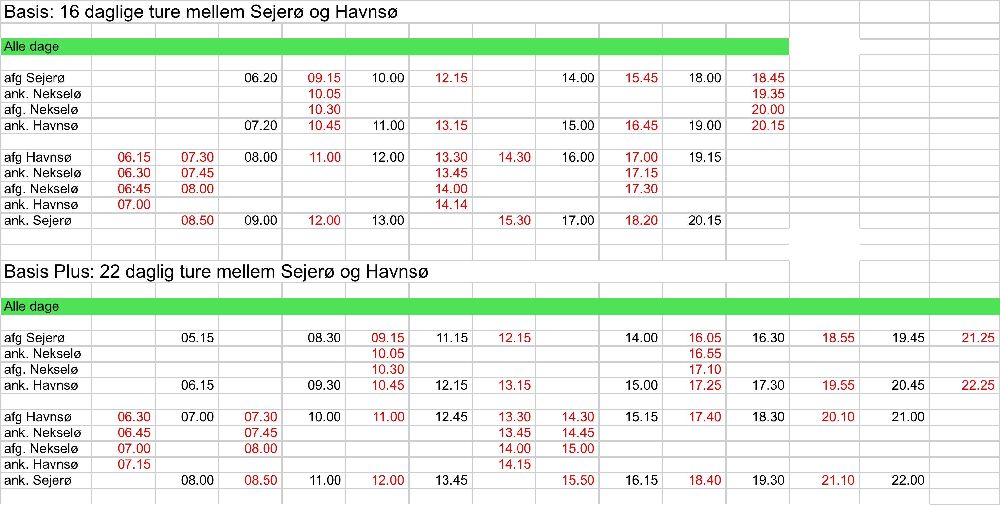 Basis: 16 daglige ture mellem Sejerø og Havnsø
Alle dage
afg Sejerø 06.20 09.15 10.00 12.15 14.00 15.45 18.00 18.45
ank. Nekselø 10.05 19.35
afg. Nekselø 10.30 20.00
ank. Havnsø 07.20 10.45 11.00 13.15 15.00 16.45 19.00 20.15
afg Havnsø 06.15 07.30 08.00 11.00 12.00 13.30 14.30 16.00 17.00 19.15
ank. Nekselø 06.30 07.45 13.45 17.15
afg. Nekselø 06:45 08.00 14.00 17.30
ank. Havnsø 07.00 14.14
ank. Sejerø 08.50 09.00 12.00 13.00 15.30 17.00 18.20 20.15
Basis Plus: 22 daglig ture mellem Sejerø og Havnsø
Alle dage
afg Sejerø 05.15 08.30 09.15 11.15 12.15 14.00 16.05 16.30 18.55 19.45 21.25
ank. Nekselø 10.05 16.55
afg. Nekselø 10.30 17.10
ank. Havnsø 06.15 09.30 10.45 12.15 13.15 15.00 17.25 17.30 19.55 20.45 22.25
afg Havnsø 06.30 07.00 07.30 10.00 11.00 12.45 13.30 14.30 15.15 17.40 18.30 20.10 21.00
ank. Nekselø 06.45 07.45 13.45 14.45
afg. Nekselø 07.00 08.00 14.00 15.00
ank. Havnsø 07.15 14.15
ank. Sejerø 08.00 08.50 11.00 12.00 13.45 15.50 16.15 18.40 19.30 21.10 22.00